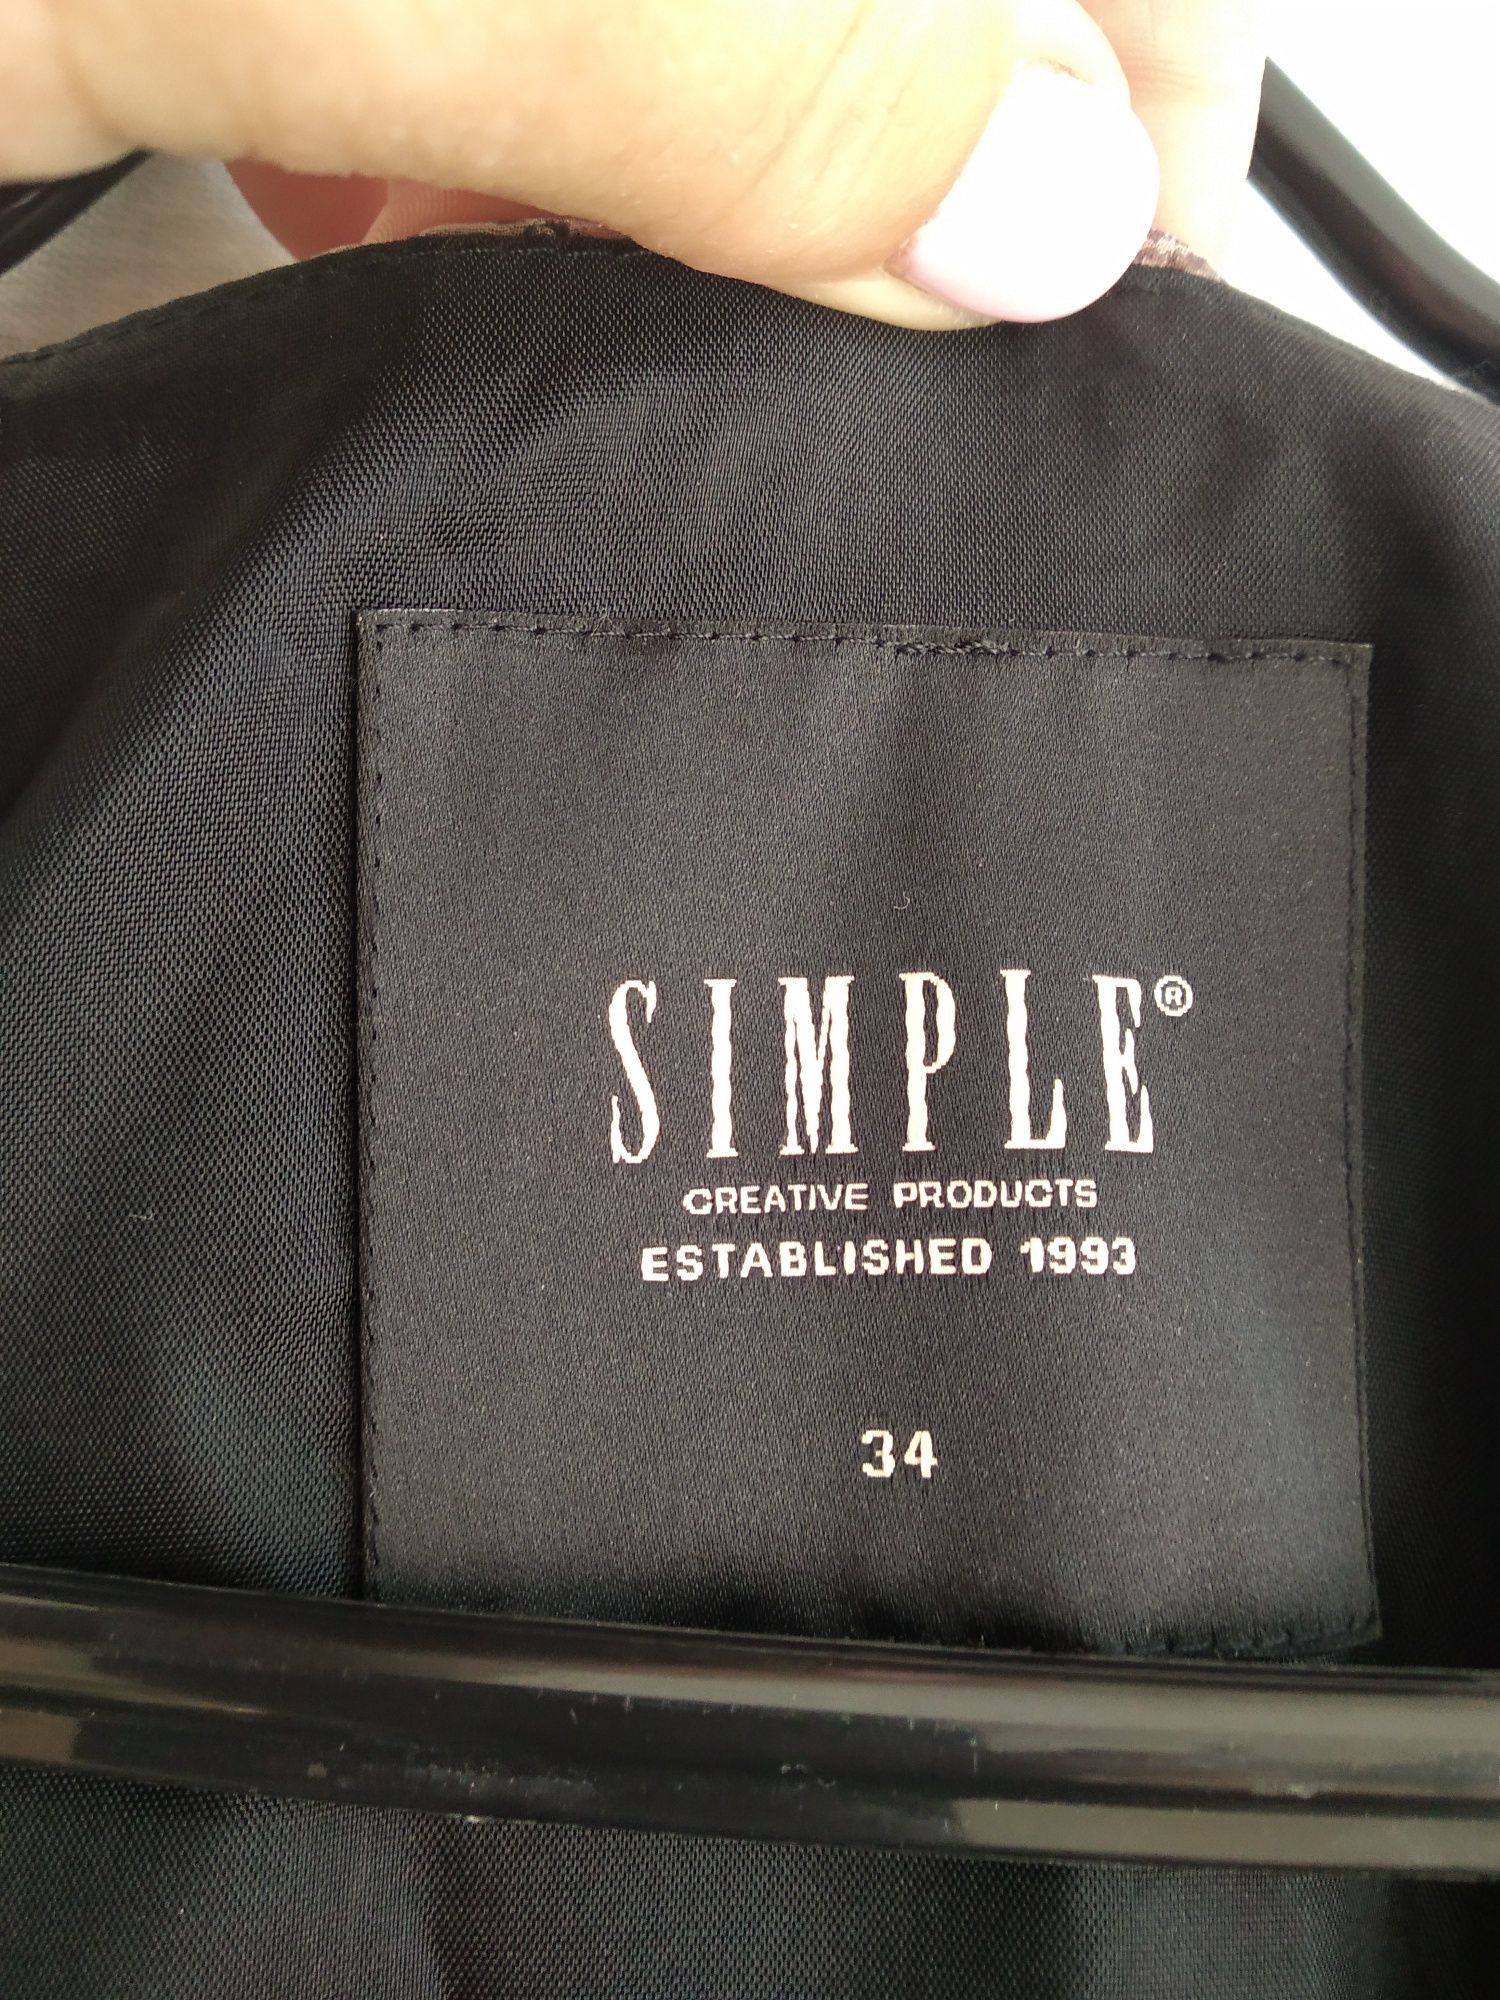 SIMPLE®
CREATIVE PRODUCTS
ESTABLISHED 1993
34